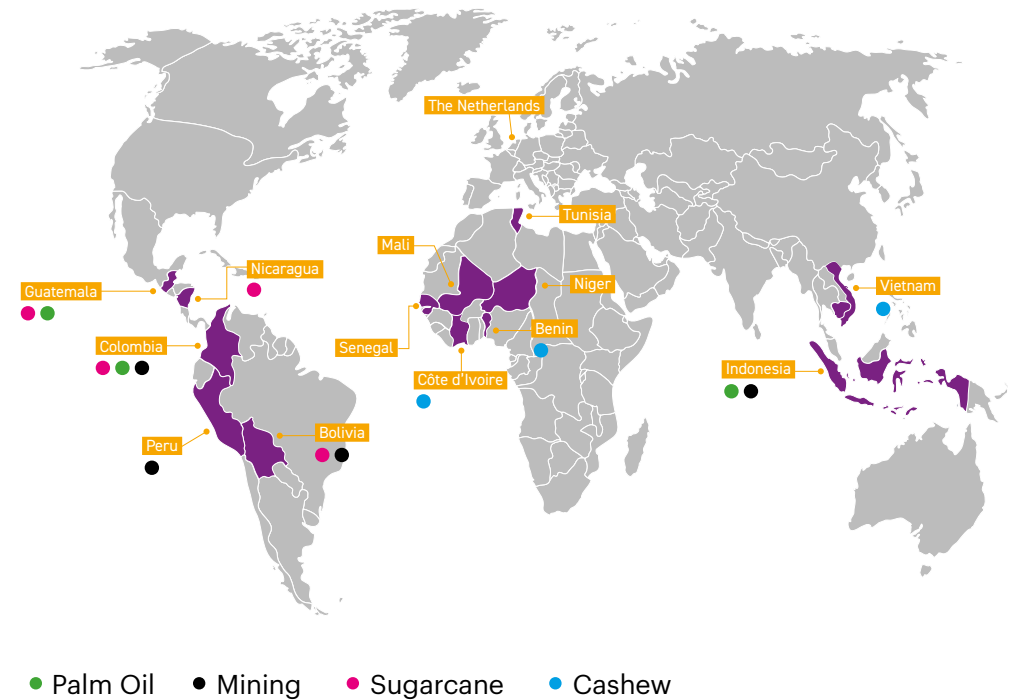 The Netherlands
Tunisia
Mali
Nicaragua
Niger
Guatemala
Vietnam
Benin
Colombia
Senegal
Indonesia
Côte d'Ivoire
Bolivia
Peru
Palm Oil
Mining
Sugarcane
Cashew